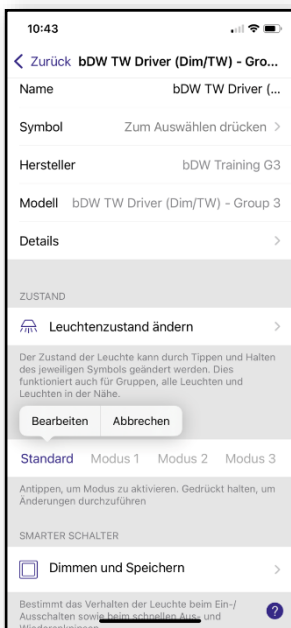 10:43
Zurück bDW TW Driver (Dim/TW) - Gro...
Name bDW TW Driver (...
Symbol Zum Auswählen drücken
Hersteller bDW Training G3
Modell bDW TW Driver (Dim/TW) - Group 3
Details
ZUSTAND
Leuchtenzustand ändern
Der Zustand der Leuchte kann durch Tippen und Halten
des jeweiligen Symbols geändert werden. Dies
funktioniert auch für Gruppen, alle Leuchten und
Leuchten in der Nähe.
Bearbeiten Abbrechen
Standard Modus 1 Modus 2 Modus 3
Antippen, um Modus zu aktivieren. Gedrückt halten, um
Änderungen durchzuführen
SMARTER SCHALTER
Dimmen und Speichern
Bestimmt das Verhalten der Leuchte beim Ein-/
Ausschalten sowie beim schnellen Aus- und
?